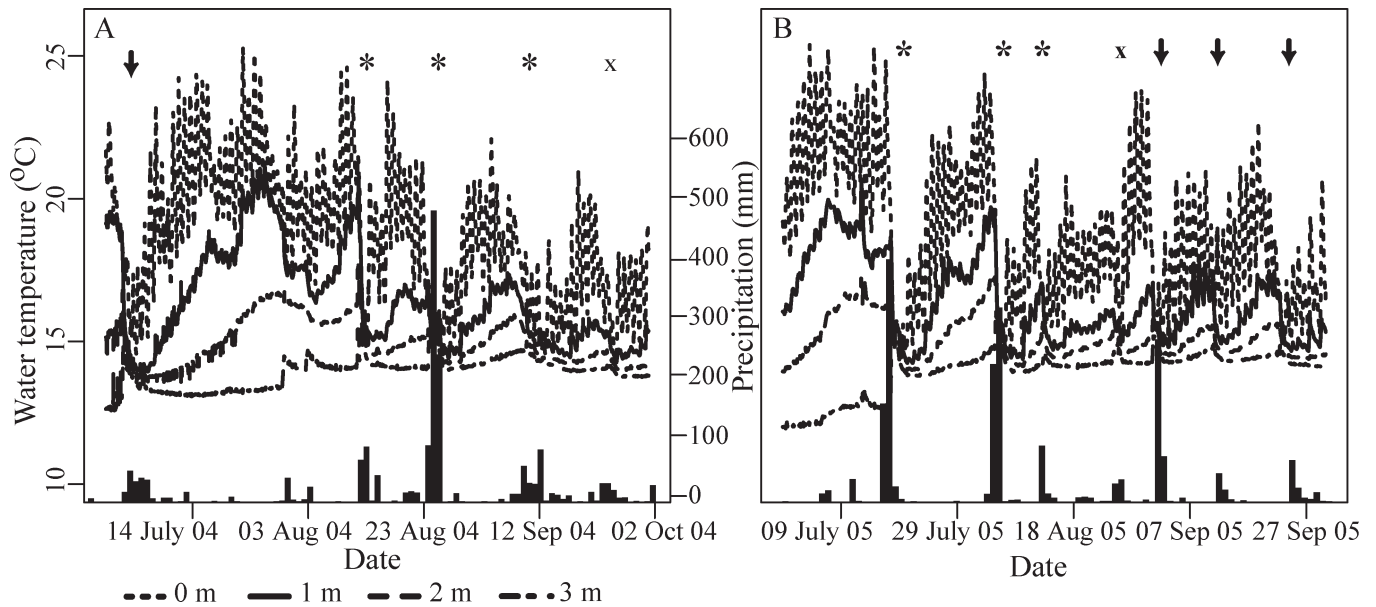 A
B
* * * x
* * * x
25
20
15
10
Water temperature (°C)
600
500
400
300
200
100
0
Precipitation (mm)
14 July 04 03 Aug 04 23 Aug 04 12 Sep 04 02 Oct 04
09 July 05 29 July 05 18 Aug 05 07 Sep 05 27 Sep 05
Date
Date
0 m 1 m 2 m 3 m